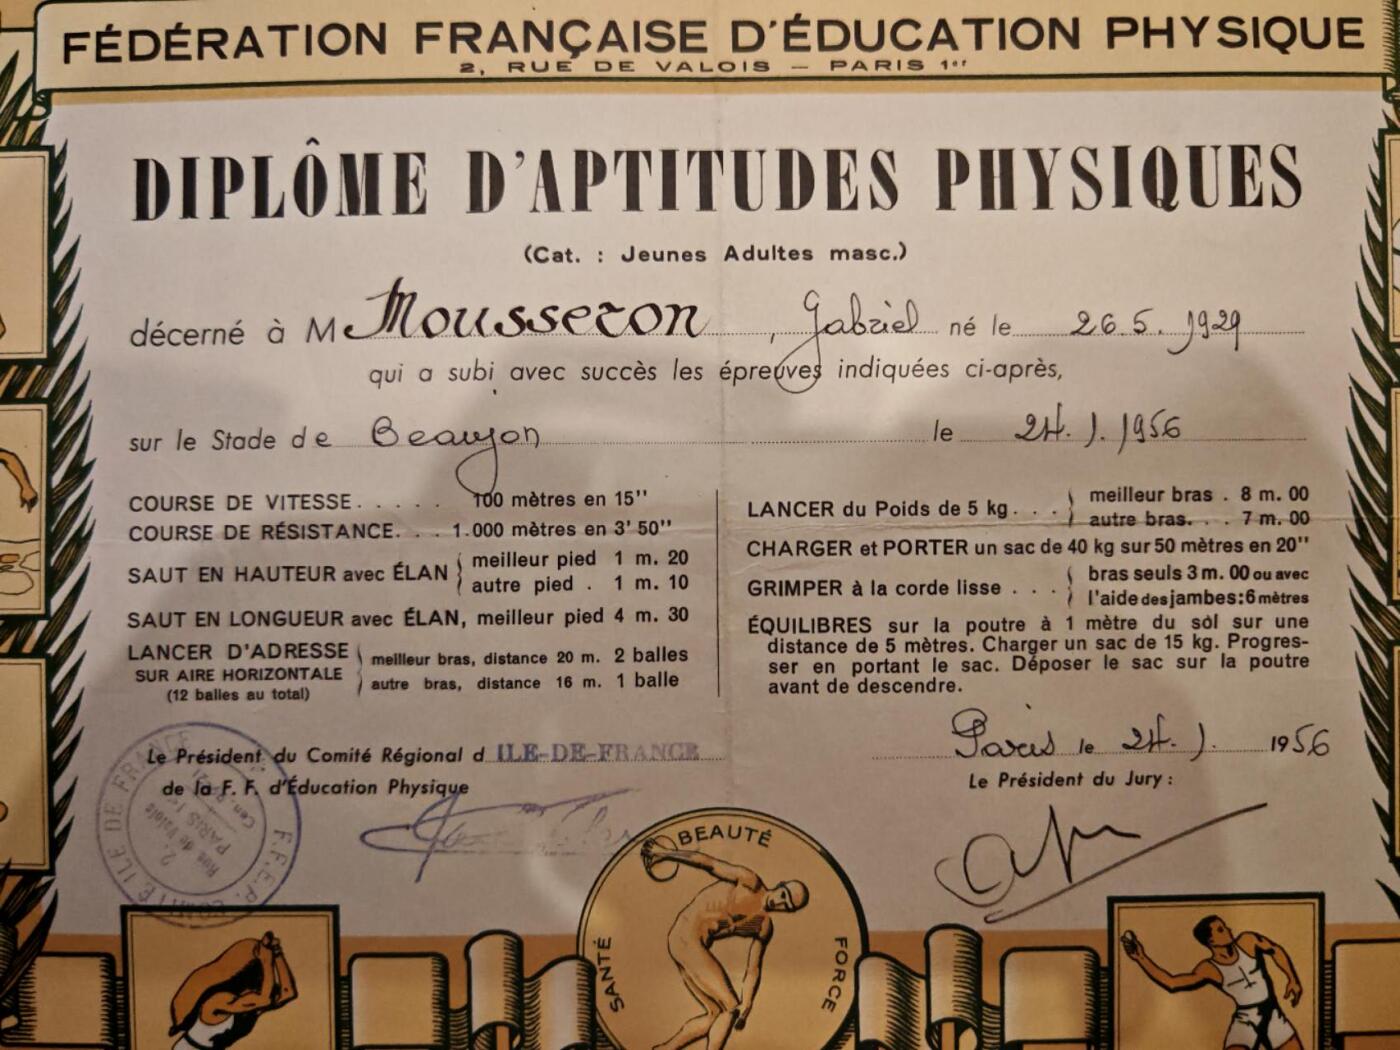 FÉDÉRATION FRANÇAISE D'ÉDUCATION PHYSIQUE
2, RUE DE VALOIS — PARIS 1er
DIPLÔME D'APTITUDES PHYSIQUES
(Cat. : Jeunes Adultes masc.)
décerné à M Mousseron, Gabriel né le 26.5.1929
qui a subi avec succès les épreuves indiquées ci-après,
sur le Stade de Beaujon le 24.1.1956
COURSE DE VITESSE..... 100 mètres en 15''
COURSE DE RÉSISTANCE... 1.000 mètres en 3' 50''
SAUT EN HAUTEUR avec ÉLAN { meilleur pied 1 m. 20
autre pied . 1 m. 10
SAUT EN LONGUEUR avec ÉLAN, meilleur pied 4 m. 30
LANCER D'ADRESSE
SUR AIRE HORIZONTALE
(12 balles au total)
meilleur bras, distance 20 m. 2 balles
autre bras, distance 16 m. 1 balle
LANCER du Poids de 5 kg... { meilleur bras . 8 m. 00
autre bras... 7 m. 00
CHARGER et PORTER un sac de 40 kg sur 50 mètres en 20''
GRIMPER à la corde lisse ... { bras seuls 3 m. 00 ou avec
l'aide des jambes : 6 mètres
ÉQUILIBRES sur la poutre à 1 mètre du sol sur une
distance de 5 mètres. Charger un sac de 15 kg. Progres-
ser en portant le sac. Déposer le sac sur la poutre
avant de descendre.
Le Président du Comité Régional d ILE-DE-FRANCE
de la F. F. d'Éducation Physique
Paris le 24.1. 1956
Le Président du Jury :
F.F.E.P. COMITÉ ILE DE FRANCE
2, Rue de Valois
PARIS 1er
BEAUTÉ
SANTÉ
FORCE